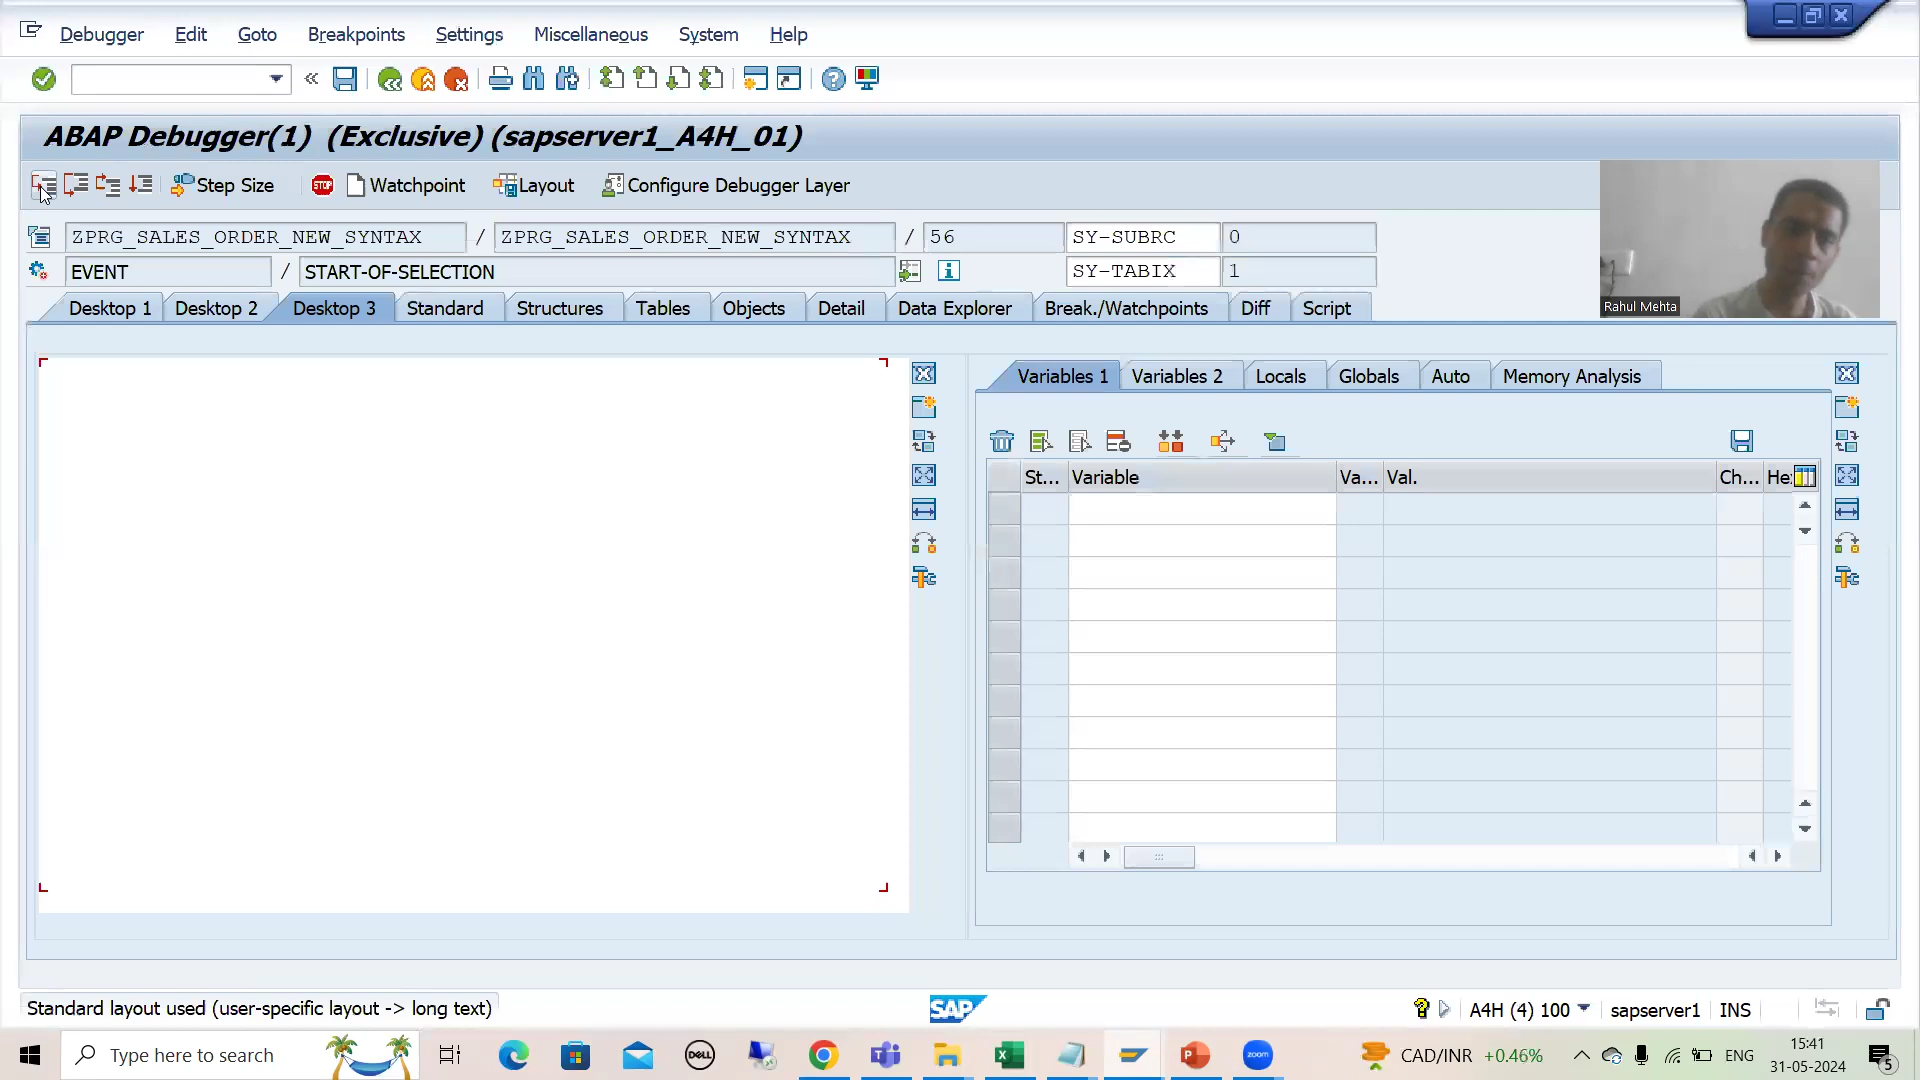 Debugger Edit Goto Breakpoints Settings Miscellaneous System Help
ABAP Debugger(1) (Exclusive) (sapserver1_A4H_01)
Step Size STOP Watchpoint Layout Configure Debugger Layer
ZPRG_SALES_ORDER_NEW_SYNTAX / ZPRG_SALES_ORDER_NEW_SYNTAX / 56 SY-SUBRC 0
EVENT / START-OF-SELECTION SY-TABIX 1
Rahul Mehta
Desktop 1 Desktop 2 Desktop 3 Standard Structures Tables Objects Detail Data Explorer Break./Watchpoints Diff Script
Variables 1 Variables 2 Locals Globals Auto Memory Analysis
St... Variable Va... Val. Ch... He
Standard layout used (user-specific layout -> long text) SAP A4H (4) 100 sapserver1 INS
Type here to search DELL zoom CAD/INR +0.46% ENG 15:41
31-05-2024 5